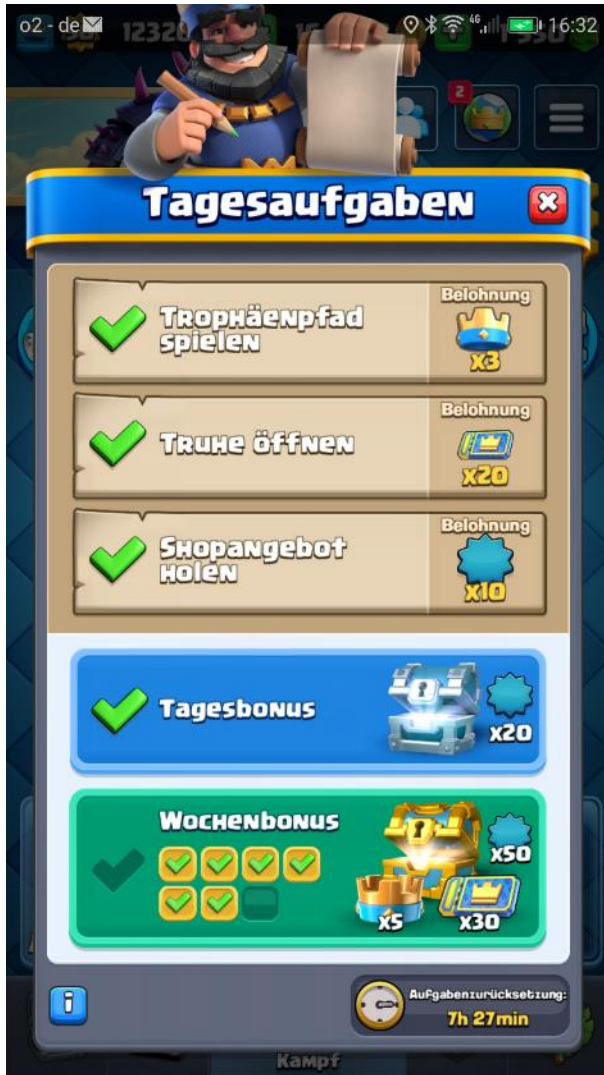 o2 - de 16:32
2
Tagesaufgaben
Trophäenpfad
spielen
Belohnung
x3
Truhe öffnen
Belohnung
x20
Shopangebot
holen
Belohnung
x10
Tagesbonus
x20
Wochenbonus
x50
x5
x30
i
Aufgabenzurücksetzung:
7h 27min
Kampf